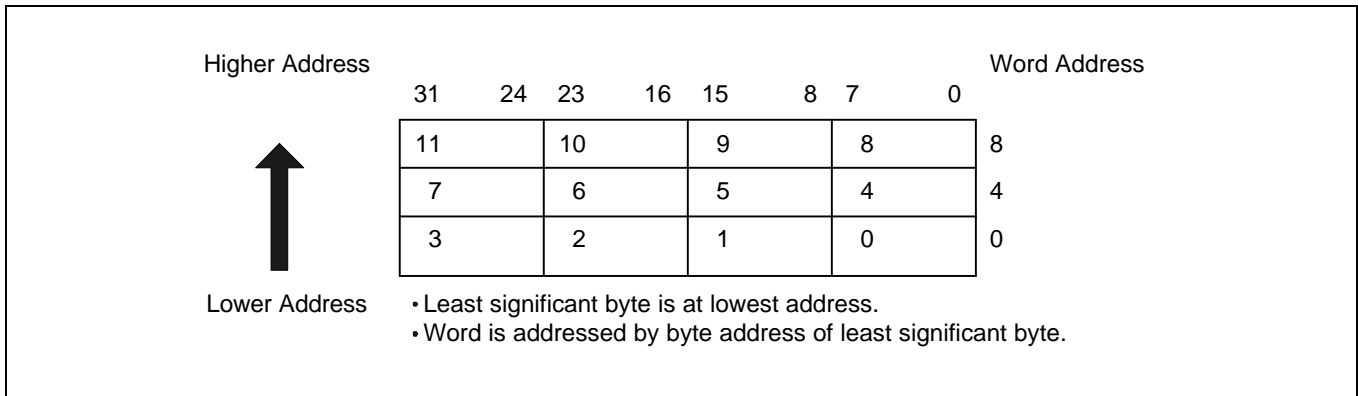 Higher Address Word Address
31 24 23 16 15 8 7 0
11 10 9 8 8
7 6 5 4 4
3 2 1 0 0
Lower Address • Least significant byte is at lowest address.
• Word is addressed by byte address of least significant byte.